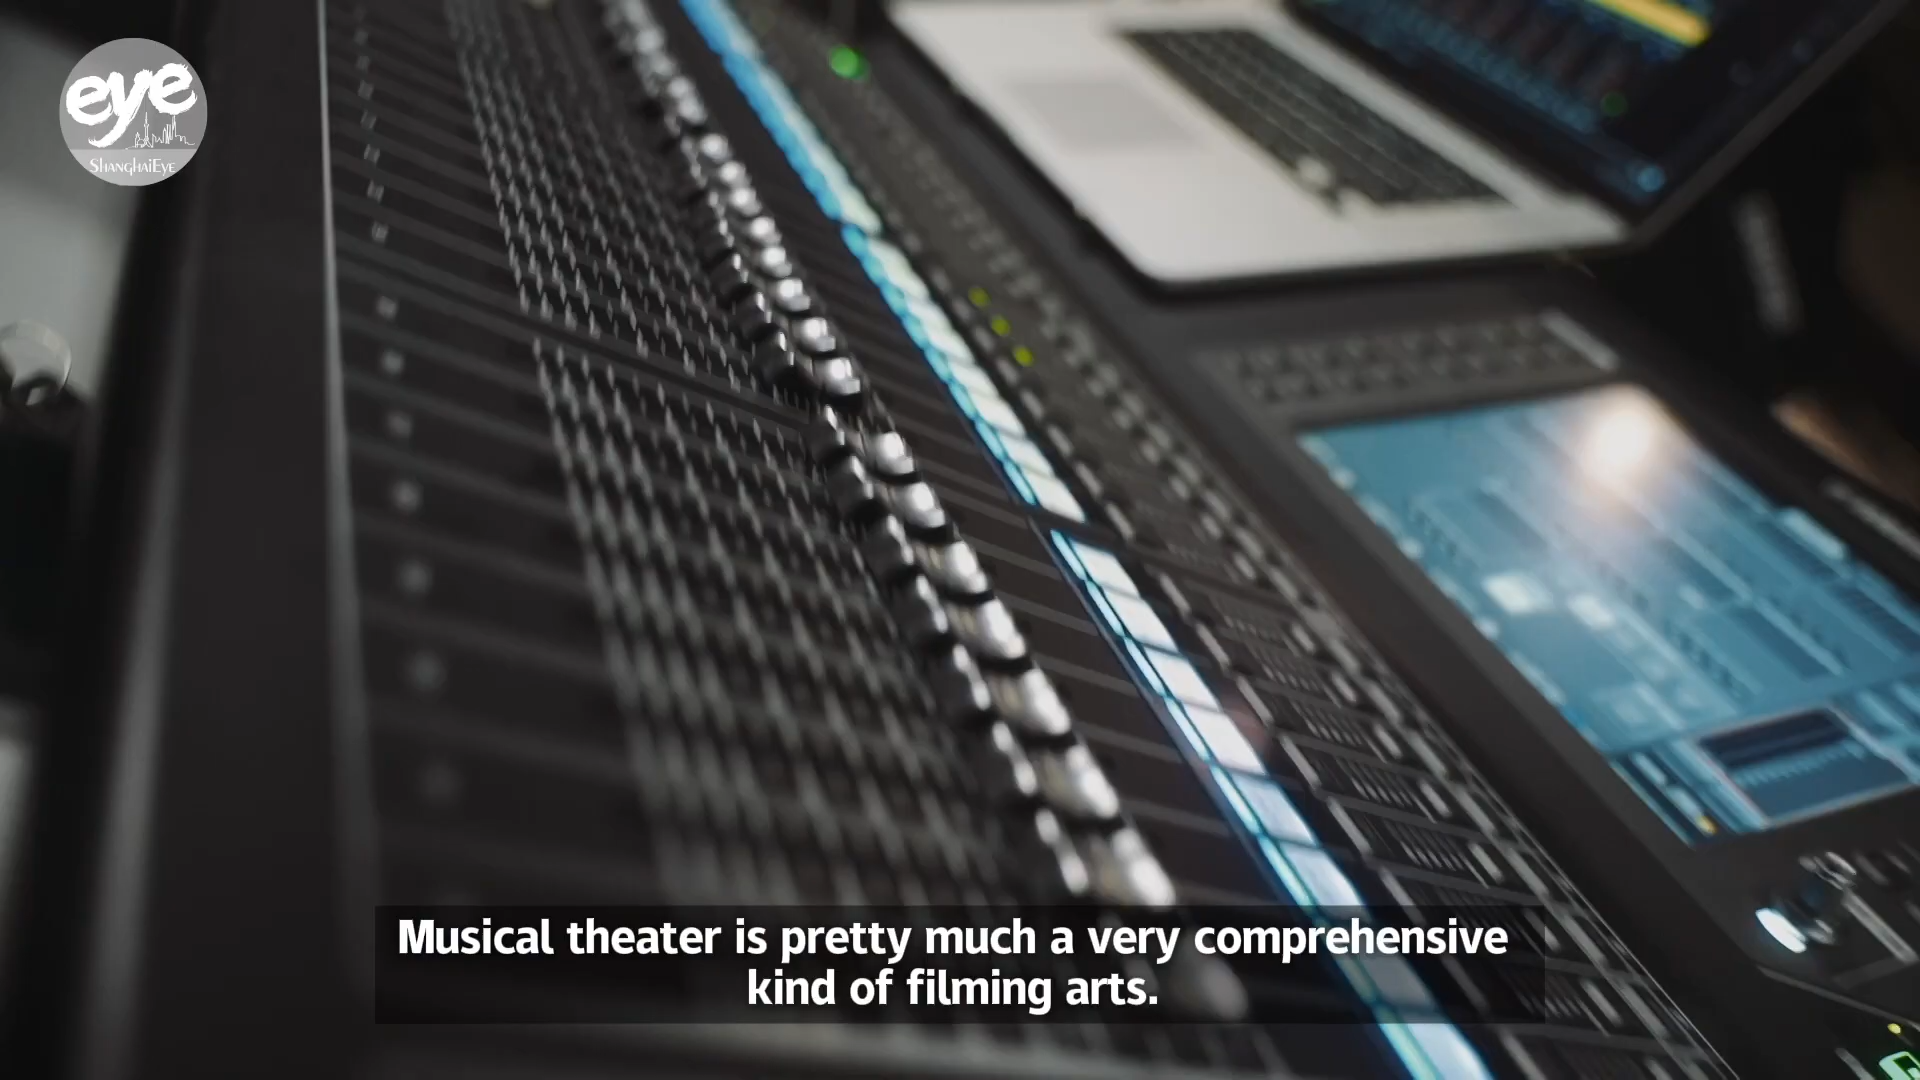 eye
SHANGHAIEYE
Musical theater is pretty much a very comprehensive
kind of filming arts.